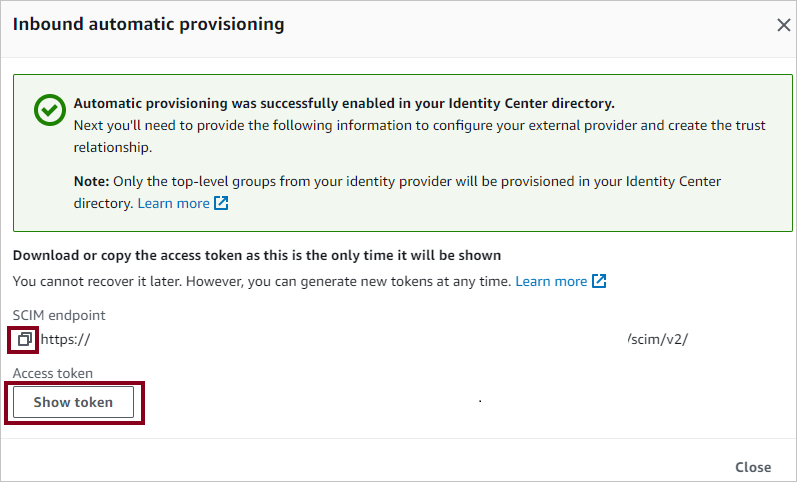 Inbound automatic provisioning
Automatic provisioning was successfully enabled in your Identity Center directory.
Next you'll need to provide the following information to configure your external provider and create the trust
relationship.
Note: Only the top-level groups from your identity provider will be provisioned in your Identity Center
directory. Learn more
Download or copy the access token as this is the only time it will be shown
You cannot recover it later. However, you can generate new tokens at any time. Learn more
SCIM endpoint
https:// /scim/v2/
Access token
Show token
.
Close